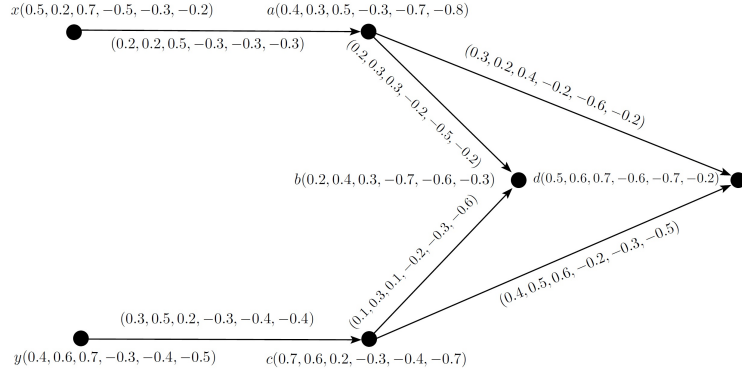 x(0.5, 0.2, 0.7, −0.5, −0.3, −0.2)
a(0.4, 0.3, 0.5, −0.3, −0.7, −0.8)
(0.2, 0.2, 0.5, −0.3, −0.3, −0.3)
(0.3, 0.2, 0.4, −0.2, −0.6, −0.2)
(0.2, 0.3, 0.3, −0.2, −0.5, −0.2)
b(0.2, 0.4, 0.3, −0.7, −0.6, −0.3)
d(0.5, 0.6, 0.7, −0.6, −0.7, −0.2)
(0.1, 0.3, 0.1, −0.2, −0.3, −0.6)
(0.4, 0.5, 0.6, −0.2, −0.3, −0.5)
(0.3, 0.5, 0.2, −0.3, −0.4, −0.4)
y(0.4, 0.6, 0.7, −0.3, −0.4, −0.5)
c(0.7, 0.6, 0.2, −0.3, −0.4, −0.7)